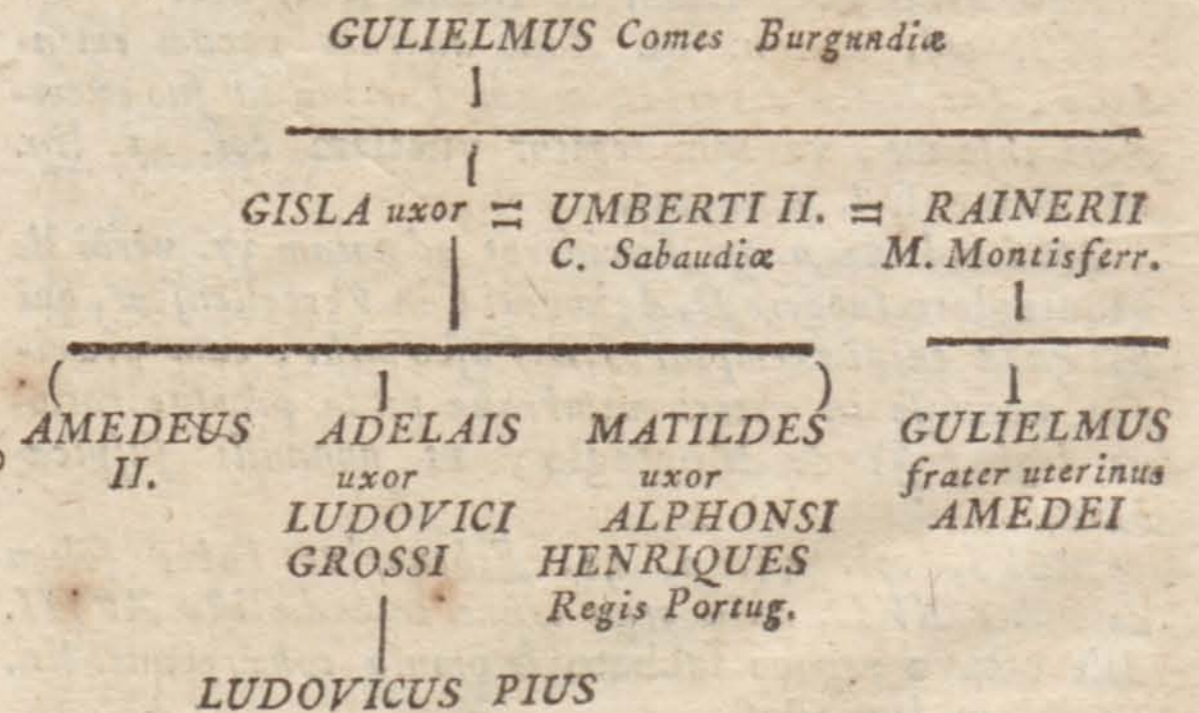 GULIELMUS Comes Burgundiæ
GISLA uxor = UMBERTI II. = RAINERII
C. Sabaudiæ M. Montisferr.
AMEDEUS ADELAIS MATILDES GULIELMUS
II. uxor uxor frater uterinus
LUDOVICI ALPHONSI AMEDEI
GROSSI HENRIQUES
Regis Portug.
LUDOVICUS PIUS